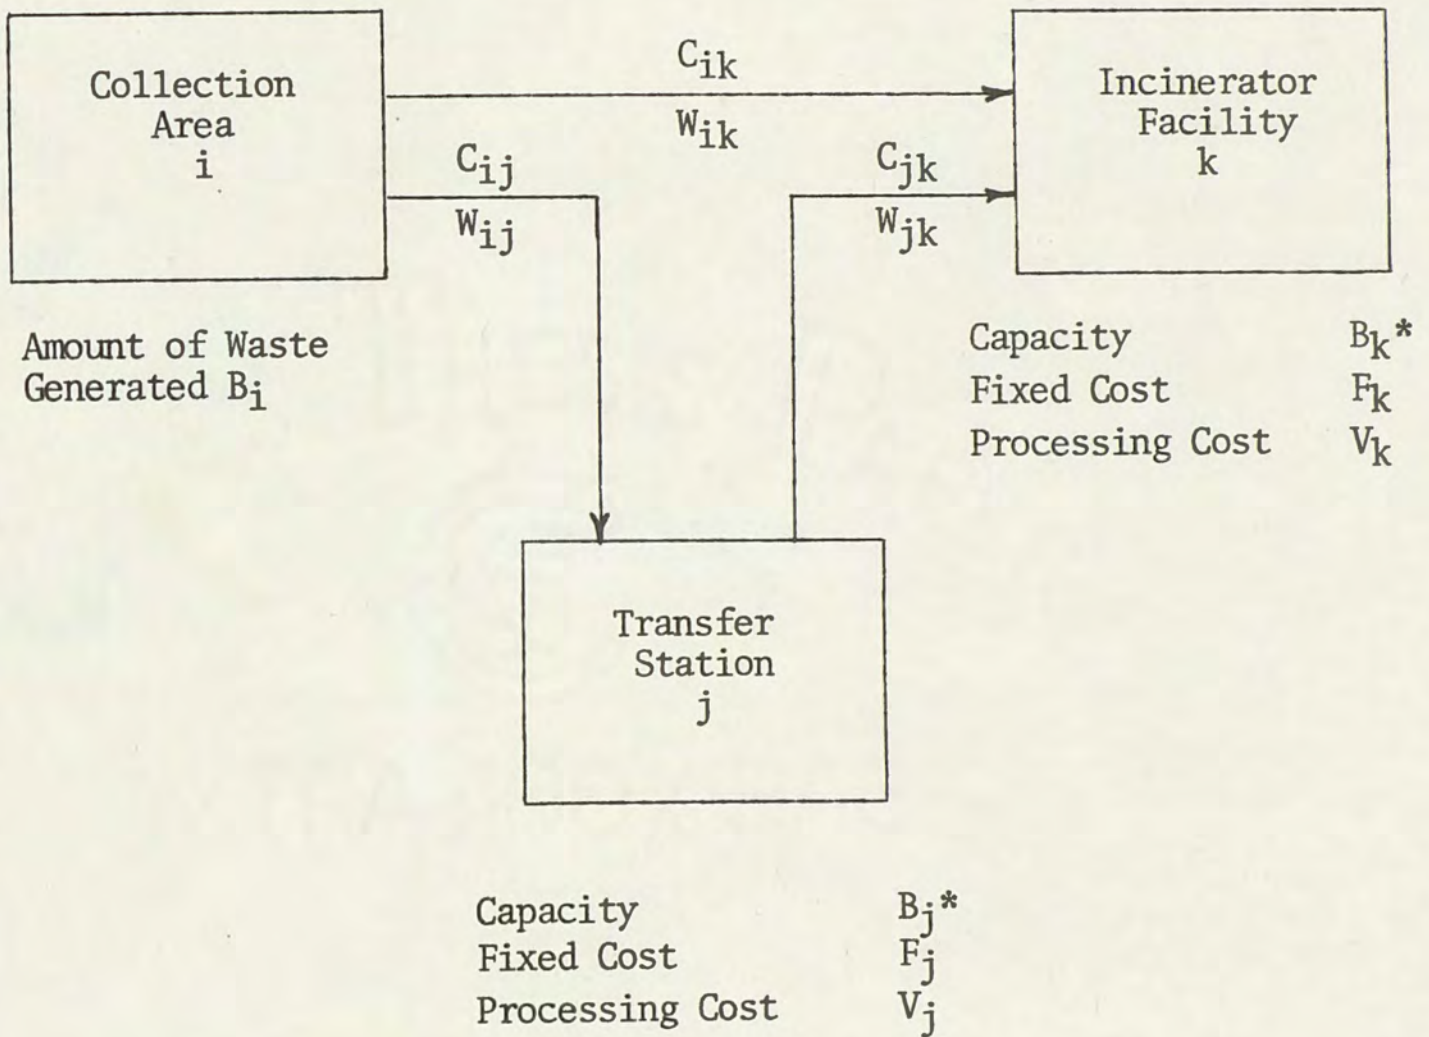 Collection
Area
i
C_ik
W_ik
Incinerator
Facility
k
C_ij
W_ij
C_jk
W_jk
Amount of Waste
Generated B_i
Capacity B_k*
Fixed Cost F_k
Processing Cost V_k
Transfer
Station
j
Capacity B_j*
Fixed Cost F_j
Processing Cost V_j